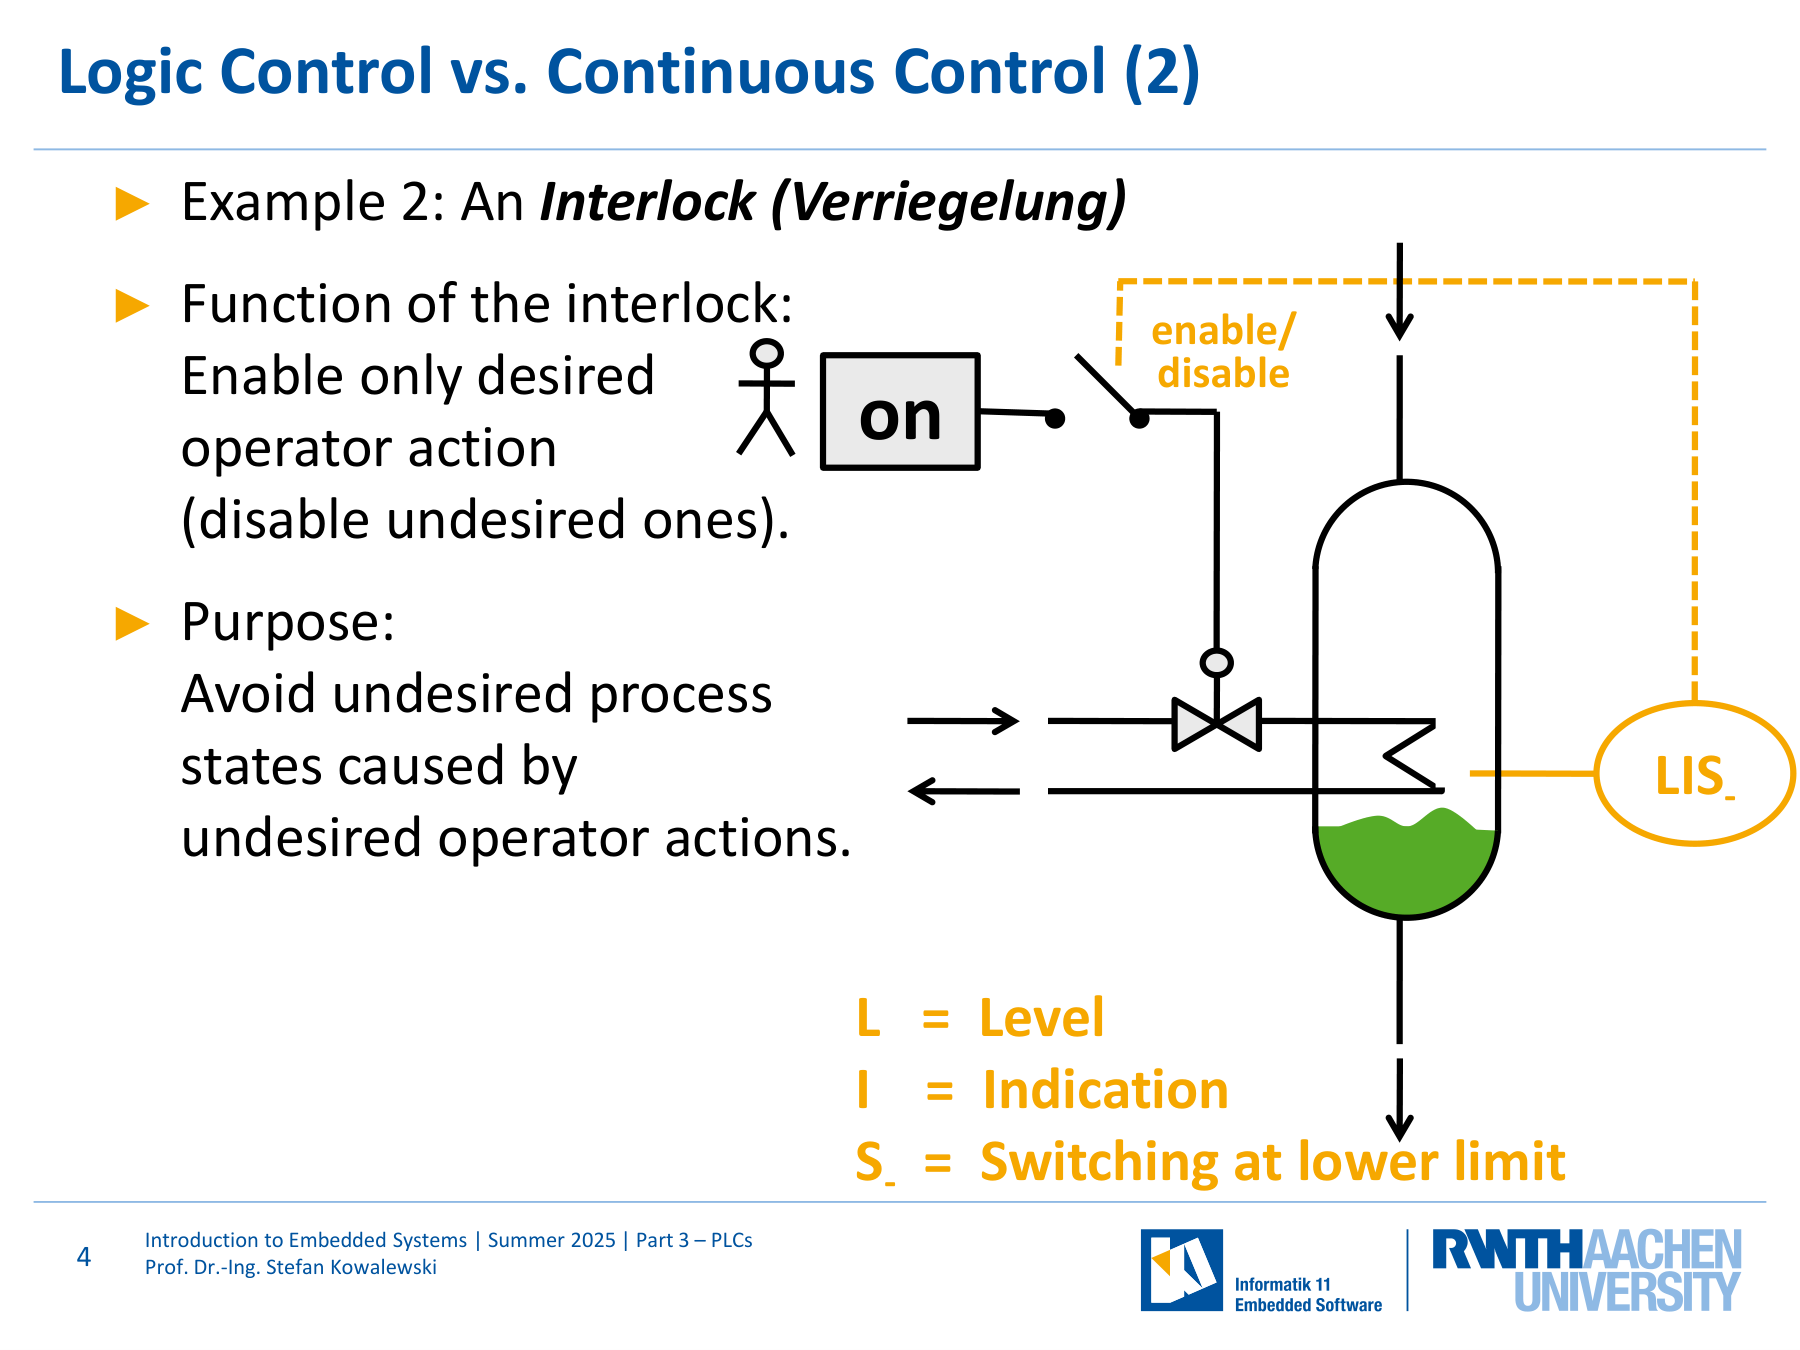 Logic Control vs. Continuous Control (2)
► Example 2: An Interlock (Verriegelung)
► Function of the interlock:
Enable only desired
operator action
(disable undesired ones).
► Purpose:
Avoid undesired process
states caused by
undesired operator actions.
on
enable/
disable
LIS-
L = Level
I = Indication
S- = Switching at lower limit
4
Introduction to Embedded Systems | Summer 2025 | Part 3 – PLCs
Prof. Dr.-Ing. Stefan Kowalewski
Informatik 11
Embedded Software
RWTH AACHEN
UNIVERSITY